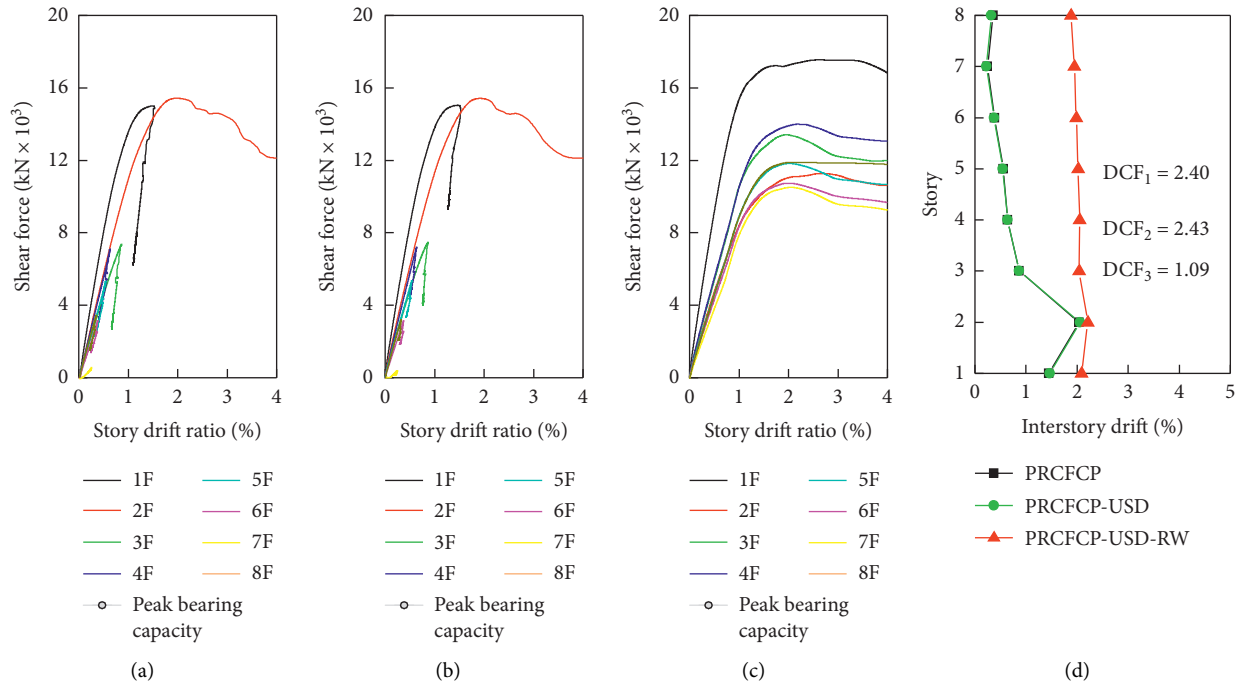 20
16
12
8
4
0
Shear force (kN × 10³)
0 1 2 3 4
Story drift ratio (%)
1F 5F
2F 6F
3F 7F
4F 8F
Peak bearing
capacity
(a)
20
16
12
8
4
0
Shear force (kN × 10³)
0 1 2 3 4
Story drift ratio (%)
1F 5F
2F 6F
3F 7F
4F 8F
Peak bearing
capacity
(b)
20
16
12
8
4
0
Shear force (kN × 10³)
0 1 2 3 4
Story drift ratio (%)
1F 5F
2F 6F
3F 7F
4F 8F
Peak bearing
capacity
(c)
8
7
6
5
4
3
2
1
Story
DCF₁ = 2.40
DCF₂ = 2.43
DCF₃ = 1.09
0 1 2 3 4 5
Interstory drift (%)
PRCFCP
PRCFCP-USD
PRCFCP-USD-RW
(d)